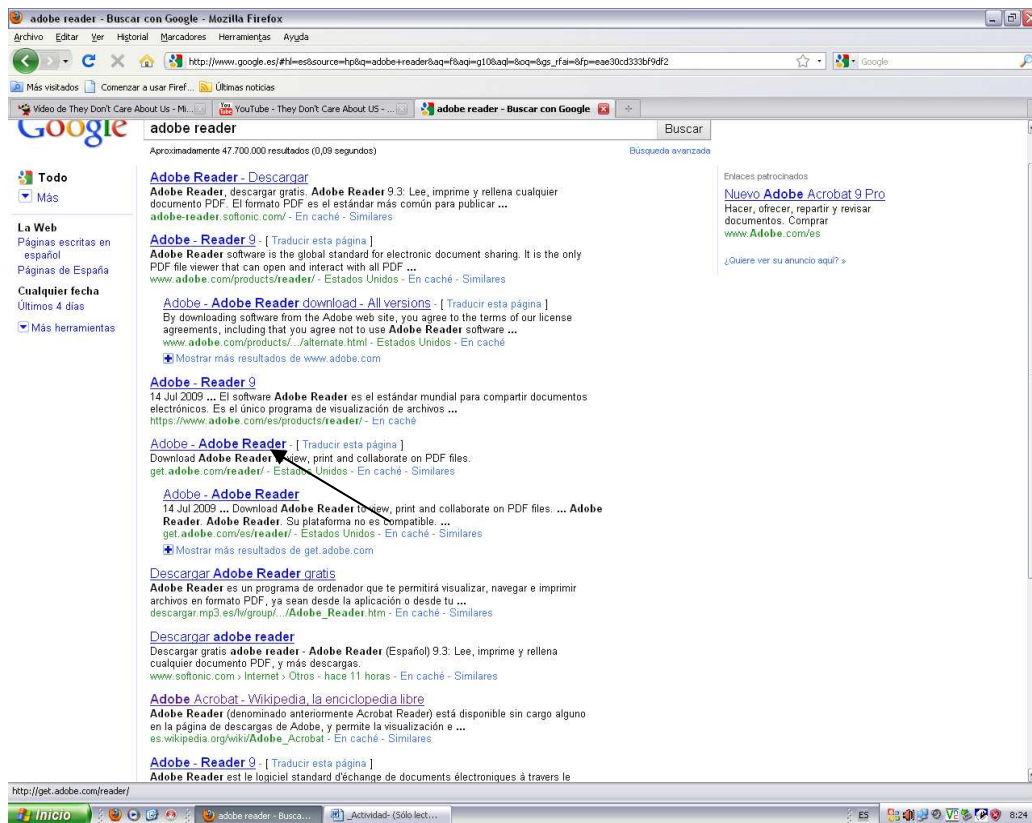 adobe reader - Buscar con Google - Mozilla Firefox
Archivo Editar Ver Historial Marcadores Herramientas Ayuda
http://www.google.es/#hl=es&source=hp&q=adobe+reader&aq=f&aqi=g10&aql=&oq=&gs_rfai=&fp=eae30cd333bf9df2
Google
Más visitados Comenzar a usar Firef... Últimas noticias
Video de They Don't Care About Us - Mi... YouTube - They Don't Care About US - ... adobe reader - Buscar con Google
Google adobe reader Buscar
Aproximadamente 47.700.000 resultados (0,09 segundos) Búsqueda avanzada
Todo
Más
La Web
Páginas escritas en
español
Páginas de España
Cualquier fecha
Últimos 4 días
Más herramientas
Adobe Reader - Descargar
Adobe Reader, descargar gratis. Adobe Reader 9.3: Lee, imprime y rellena cualquier
documento PDF. El formato PDF es el estándar más común para publicar ...
adobe-reader.softonic.com/ - En caché - Similares
Adobe - Reader 9 - [ Traducir esta página ]
Adobe Reader software is the global standard for electronic document sharing. It is the only
PDF file viewer that can open and interact with all PDF ...
www.adobe.com/products/reader/ - Estados Unidos - En caché - Similares
Adobe - Adobe Reader download - All versions - [ Traducir esta página ]
By downloading software from the Adobe web site, you agree to the terms of our license
agreements, including that you agree not to use Adobe Reader software ...
www.adobe.com/products/.../alternate.html - Estados Unidos - En caché
Mostrar más resultados de www.adobe.com
Adobe - Reader 9
14 Jul 2009 ... El software Adobe Reader es el estándar mundial para compartir documentos
electrónicos. Es el único programa de visualización de archivos ...
https://www.adobe.com/es/products/reader/ - En caché
Adobe - Adobe Reader - [ Traducir esta página ]
Download Adobe Reader view, print and collaborate on PDF files.
get.adobe.com/reader/ - Estados Unidos - En caché - Similares
Adobe - Adobe Reader
14 Jul 2009 ... Download Adobe Reader to view, print and collaborate on PDF files. ... Adobe
Reader. Adobe Reader. Su plataforma no es compatible. ...
get.adobe.com/es/reader/ - Estados Unidos - En caché - Similares
Mostrar más resultados de get.adobe.com
Descargar Adobe Reader gratis
Adobe Reader es un programa de ordenador que te permitirá visualizar, navegar e imprimir
archivos en formato PDF, ya sean desde la aplicación o desde tu ...
descargar.mp3.es/lv/group/.../Adobe_Reader.htm - En caché - Similares
Descargar adobe reader
Descargar gratis adobe reader - Adobe Reader (Español) 9.3: Lee, imprime y rellena
cualquier documento PDF, y más descargas.
www.softonic.com › Internet › Otros - hace 11 horas - En caché - Similares
Adobe Acrobat - Wikipedia, la enciclopedia libre
Adobe Reader (denominado anteriormente Acrobat Reader) está disponible sin cargo alguno
en la página de descargas de Adobe, y permite la visualización e ...
es.wikipedia.org/wiki/Adobe_Acrobat - En caché - Similares
Adobe - Reader 9 - [ Traducir esta página ]
Adobe Reader est le logiciel standard d'échange de documents électroniques à travers le
Enlaces patrocinados
Nuevo Adobe Acrobat 9 Pro
Hacer, ofrecer, repartir y revisar
documentos. Comprar
www.Adobe.com/es
¿Quiere ver su anuncio aquí? »
http://get.adobe.com/reader/
Inicio adobe reader - Busca... _Actividad- (Sólo lect... ES 8:24